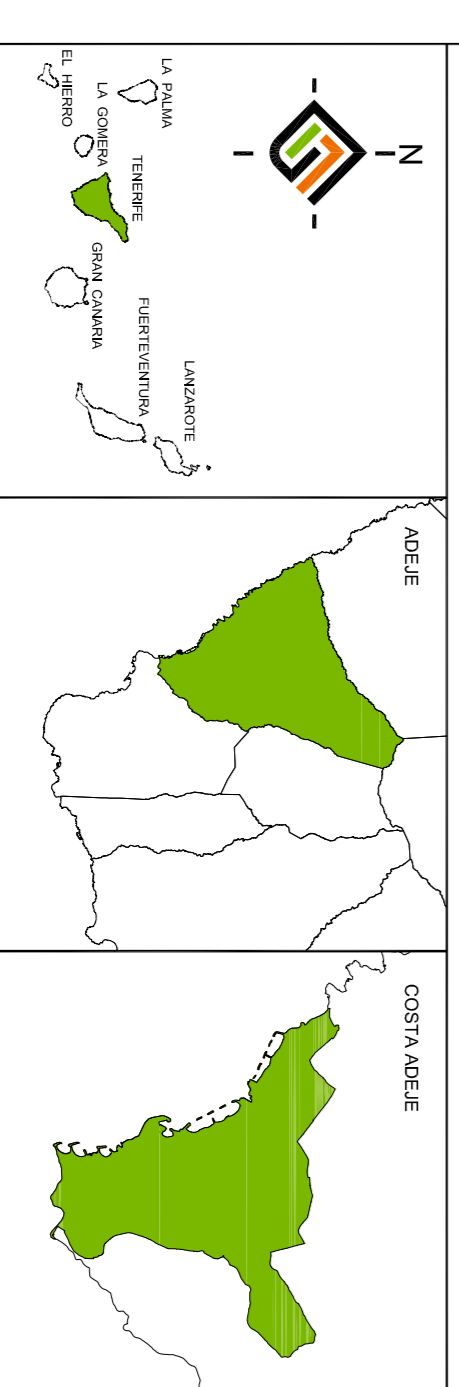 N
LA PALMA
LA GOMERA
EL HIERRO
TENERIFE
GRAN CANARIA
FUERTEVENTURA
LANZAROTE
ADEJE
COSTA ADEJE